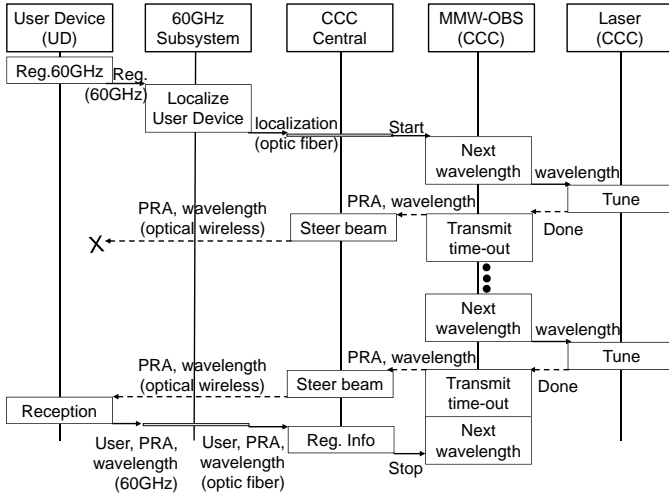 User Device
(UD)
60GHz
Subsystem
CCC
Central
MMW-OBS
(CCC)
Laser
(CCC)
Reg.60GHz
Reg.
(60GHz)
Localize
User Device
localization
(optic fiber)
Start
Next
wavelength
wavelength
Tune
PRA, wavelength
(optical wireless)
Steer beam
PRA, wavelength
Transmit
time-out
Done
X
Next
wavelength
wavelength
Tune
PRA, wavelength
(optical wireless)
Steer beam
PRA, wavelength
Transmit
time-out
Done
Reception
User, PRA,
wavelength
(60GHz)
User, PRA,
wavelength
(optic fiber)
Reg. Info
Stop
Next
wavelength